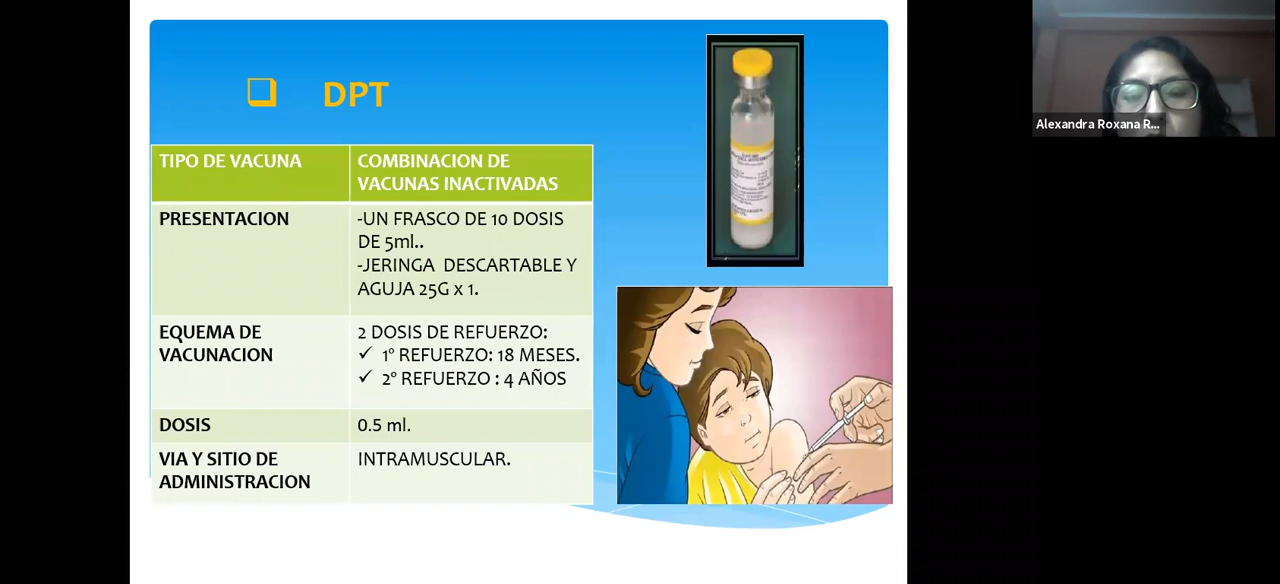 DPT
TIPO DE VACUNA
COMBINACION DE
VACUNAS INACTIVADAS
PRESENTACION
-UN FRASCO DE 10 DOSIS
DE 5ml..
-JERINGA DESCARTABLE Y
AGUJA 25G x 1.
EQUEMA DE
VACUNACION
2 DOSIS DE REFUERZO:
✓ 1° REFUERZO: 18 MESES.
✓ 2° REFUERZO : 4 AÑOS
DOSIS
0.5 ml.
VIA Y SITIO DE
ADMINISTRACION
INTRAMUSCULAR.
Alexandra Roxana R...